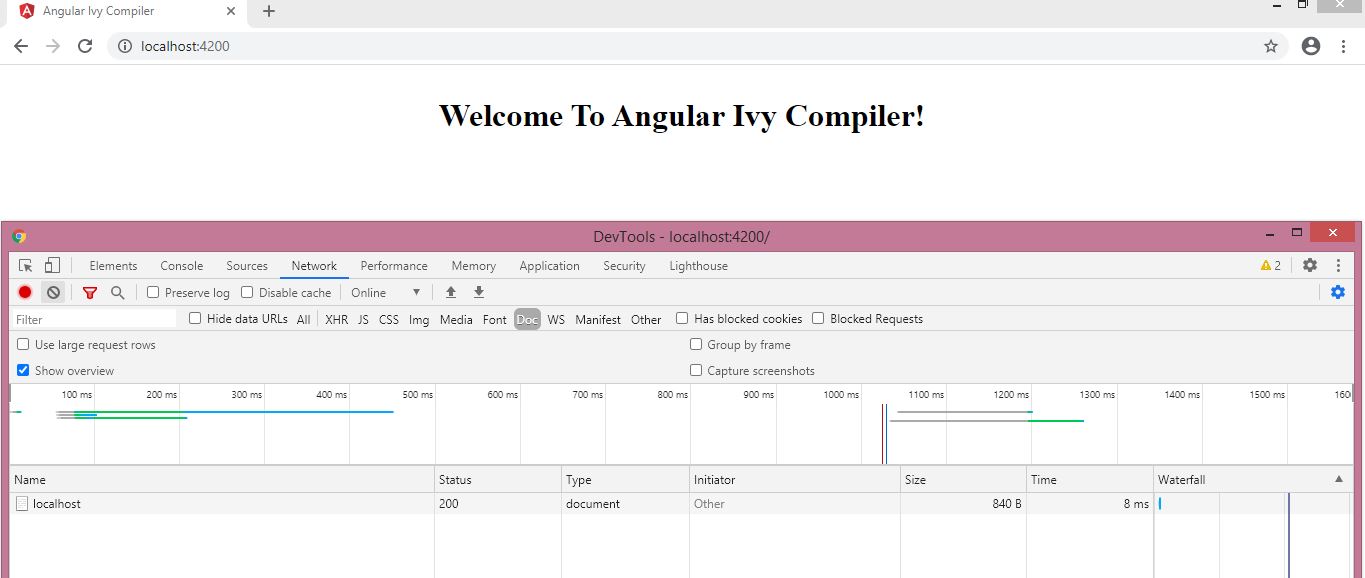 Angular Ivy Compiler
localhost:4200
Welcome To Angular Ivy Compiler!
DevTools - localhost:4200/
Elements Console Sources Network Performance Memory Application Security Lighthouse 2
Preserve log Disable cache Online
Filter Hide data URLs All XHR JS CSS Img Media Font Doc WS Manifest Other Has blocked cookies Blocked Requests
Use large request rows Group by frame
Show overview Capture screenshots
100 ms 200 ms 300 ms 400 ms 500 ms 600 ms 700 ms 800 ms 900 ms 1000 ms 1100 ms 1200 ms 1300 ms 1400 ms 1500 ms 160
Name Status Type Initiator Size Time Waterfall
localhost 200 document Other 840 B 8 ms